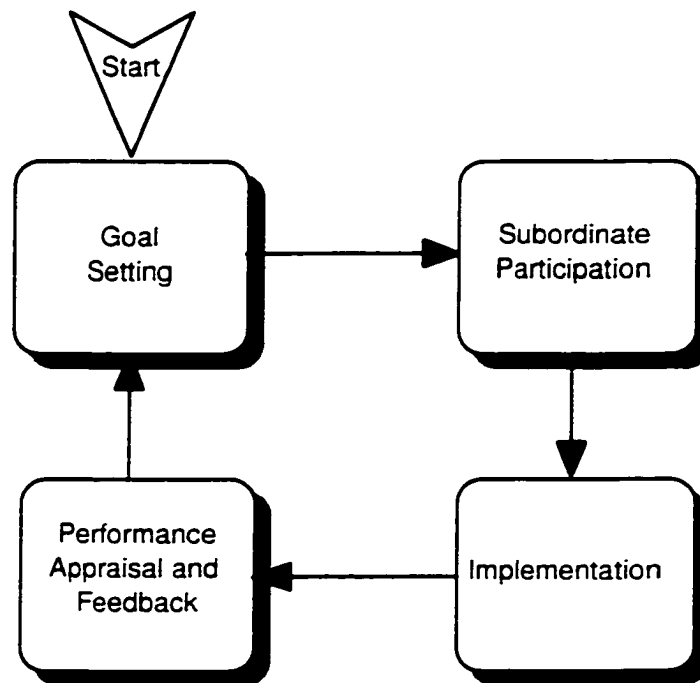 Start
Goal
Setting
Subordinate
Participation
Performance
Appraisal and
Feedback
Implementation